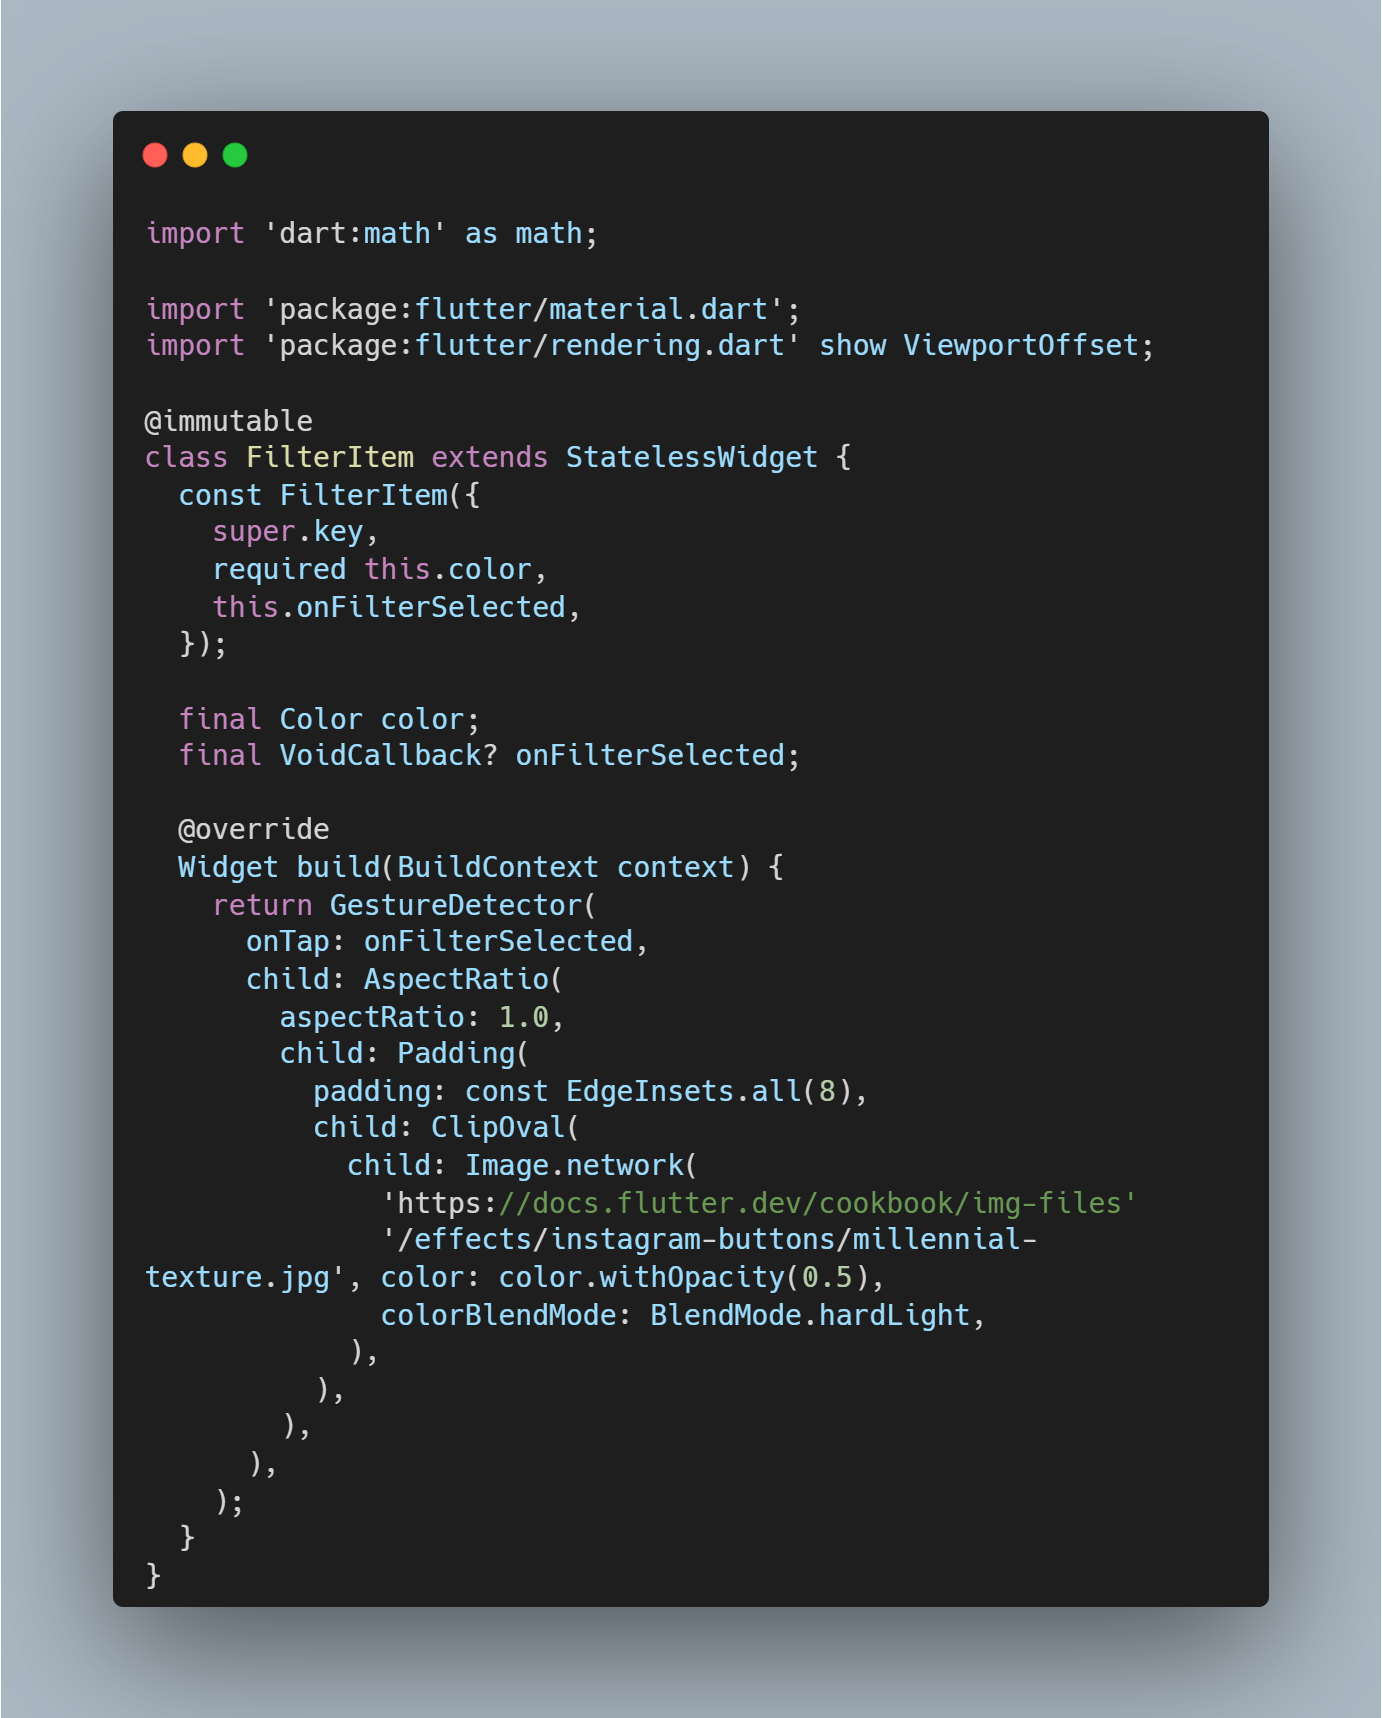 import 'dart:math' as math;

import 'package:flutter/material.dart';
import 'package:flutter/rendering.dart' show ViewportOffset;

@immutable
class FilterItem extends StatelessWidget {
  const FilterItem({
    super.key,
    required this.color,
    this.onFilterSelected,
  });

  final Color color;
  final VoidCallback? onFilterSelected;

  @override
  Widget build(BuildContext context) {
    return GestureDetector(
      onTap: onFilterSelected,
      child: AspectRatio(
        aspectRatio: 1.0,
        child: Padding(
          padding: const EdgeInsets.all(8),
          child: ClipOval(
            child: Image.network(
              'https://docs.flutter.dev/cookbook/img-files'
              '/effects/instagram-buttons/millennial-
texture.jpg', color: color.withOpacity(0.5),
              colorBlendMode: BlendMode.hardLight,
            ),
          ),
        ),
      ),
    );
  }
}